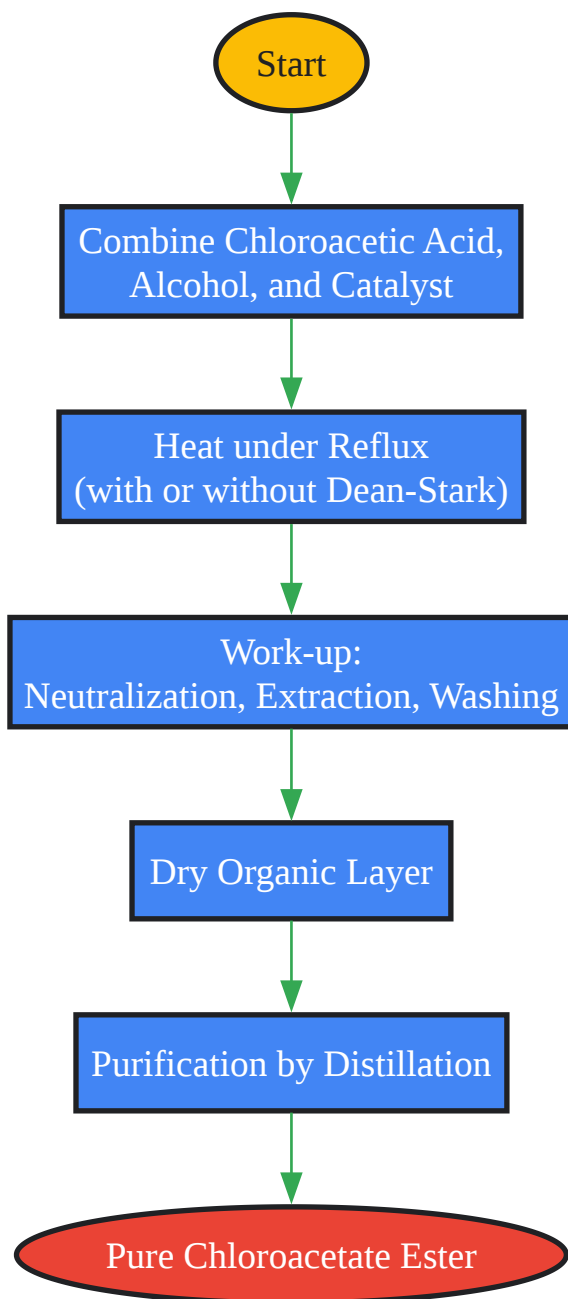 Start
Combine Chloroacetic Acid,
Alcohol, and Catalyst
Heat under Reflux
(with or without Dean-Stark)
Work-up:
Neutralization, Extraction, Washing
Dry Organic Layer
Purification by Distillation
Pure Chloroacetate Ester